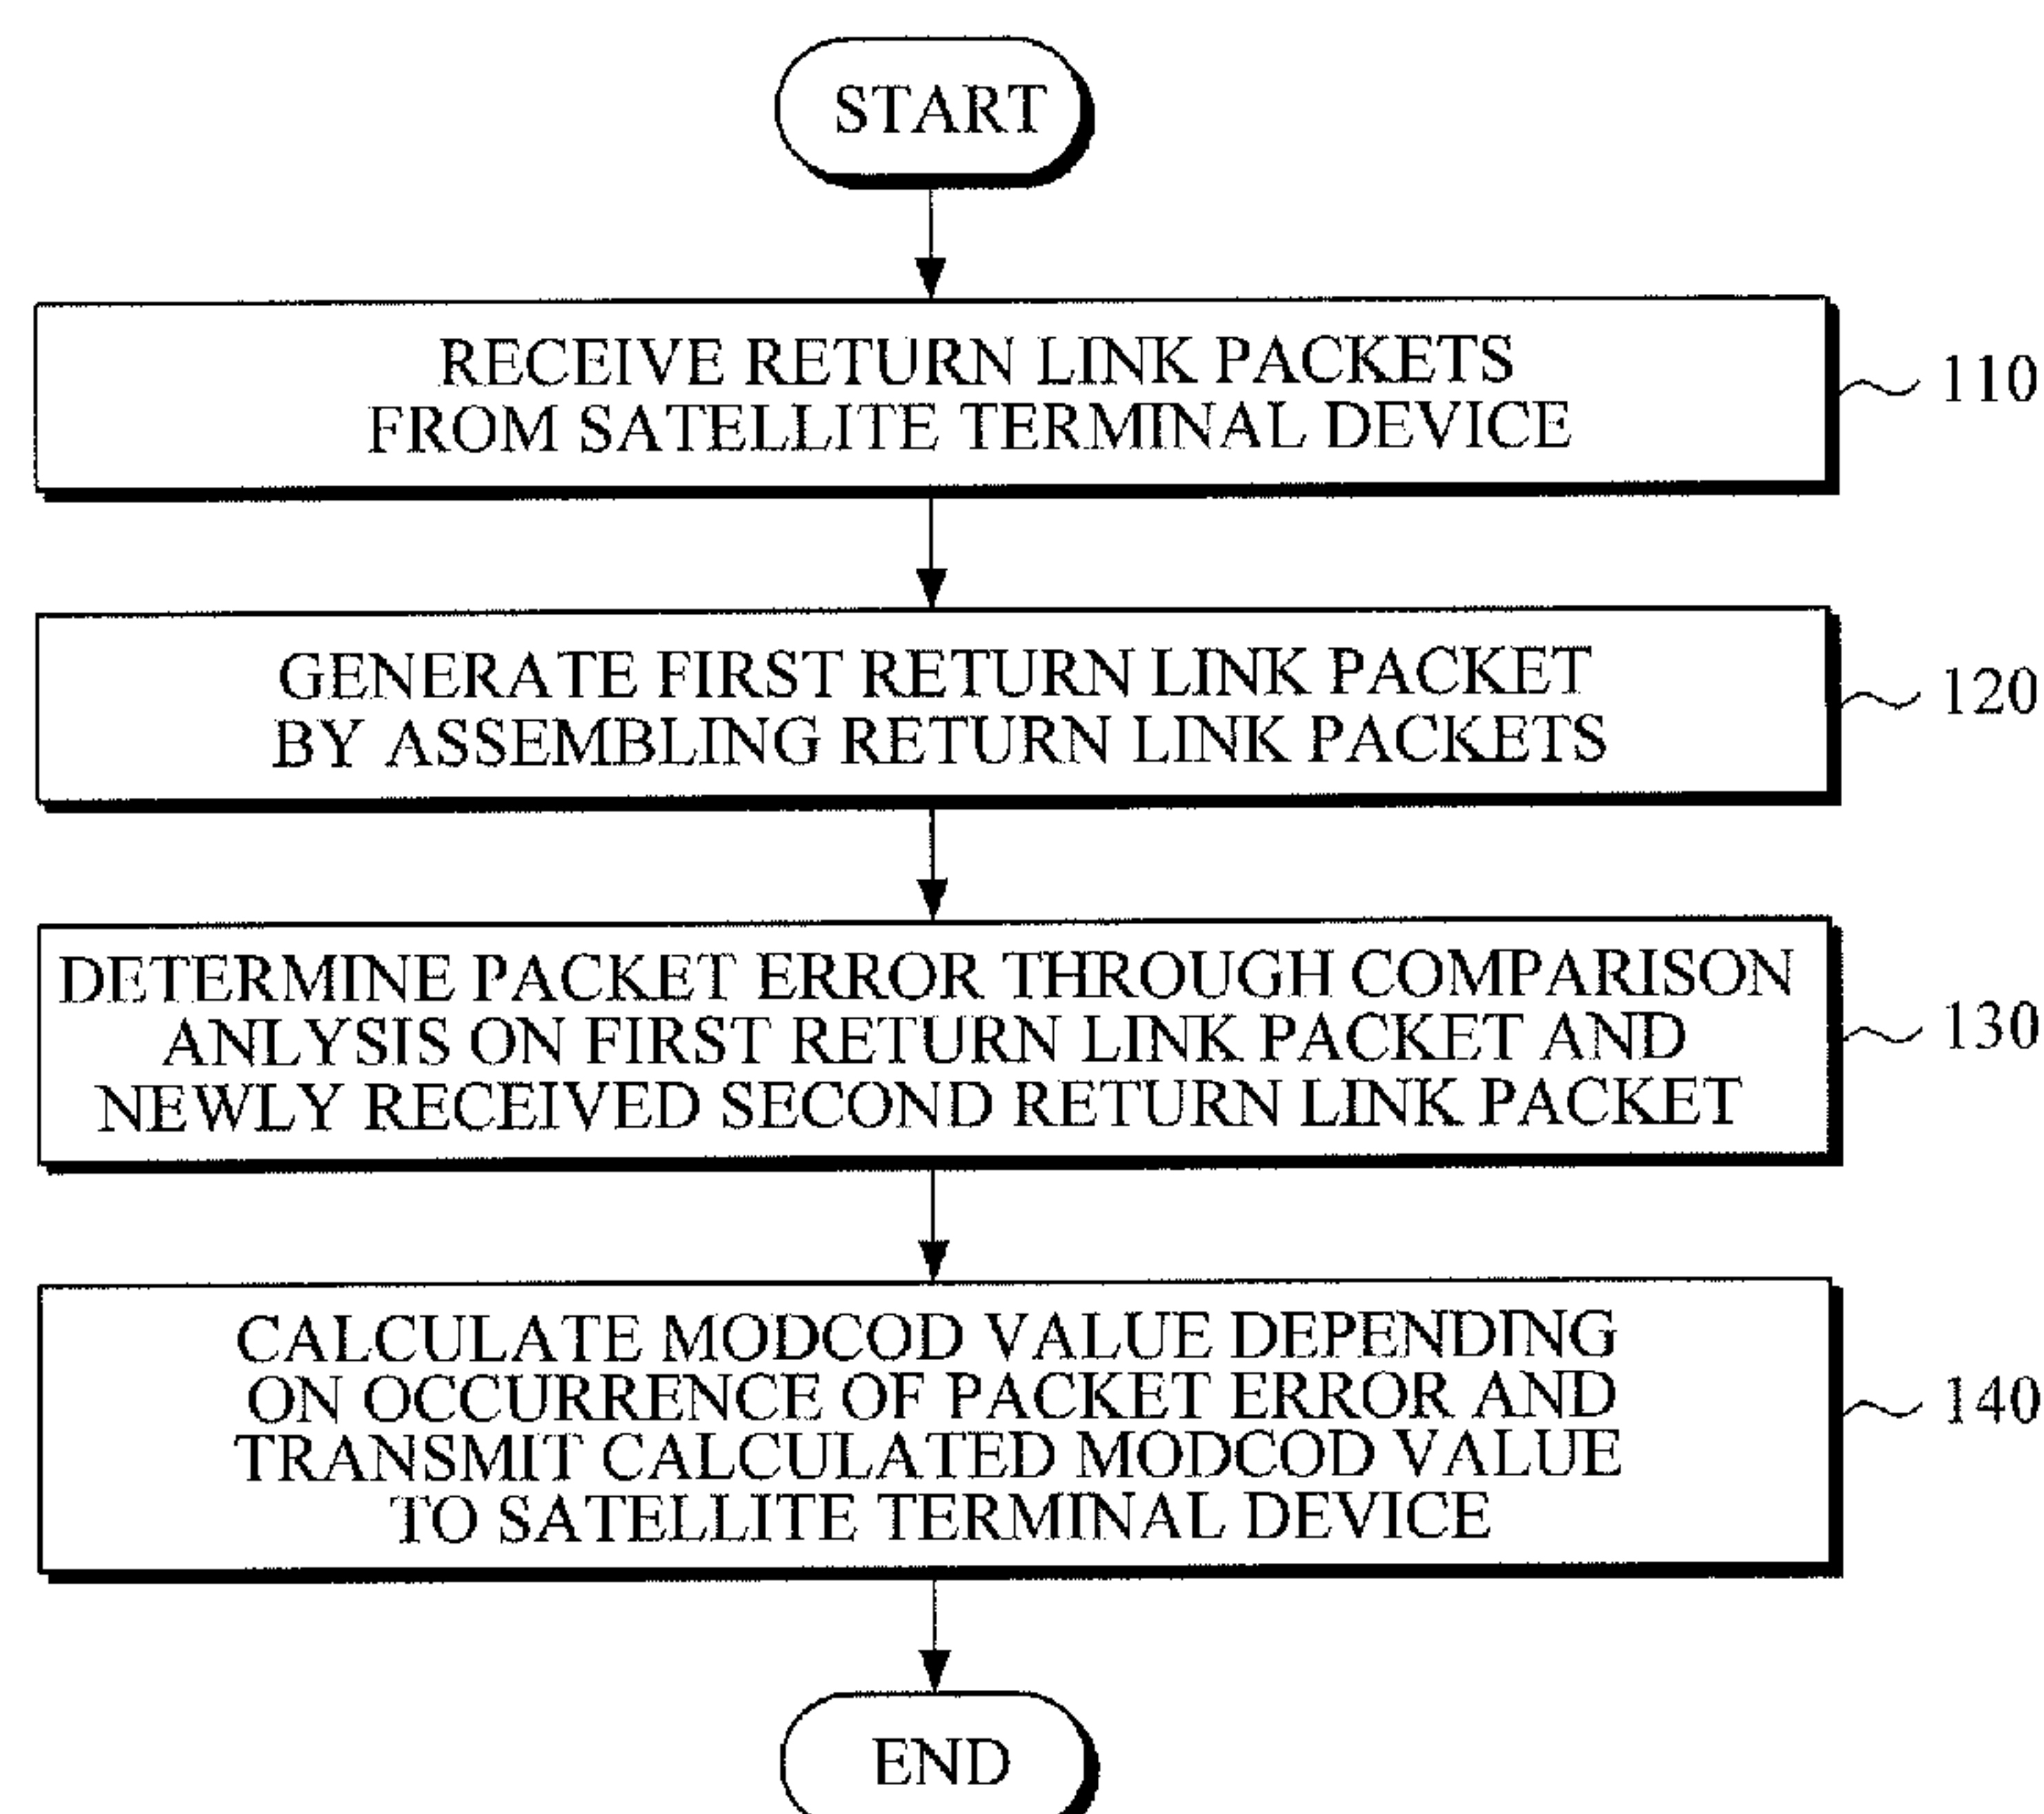 START
RECEIVE RETURN LINK PACKETS
FROM SATELLITE TERMINAL DEVICE
110
GENERATE FIRST RETURN LINK PACKET
BY ASSEMBLING RETURN LINK PACKETS
120
DETERMINE PACKET ERROR THROUGH COMPARISON
ANLYSIS ON FIRST RETURN LINK PACKET AND
NEWLY RECEIVED SECOND RETURN LINK PACKET
130
CALCULATE MODCOD VALUE DEPENDING
ON OCCURRENCE OF PACKET ERROR AND
TRANSMIT CALCULATED MODCOD VALUE
TO SATELLITE TERMINAL DEVICE
140
END